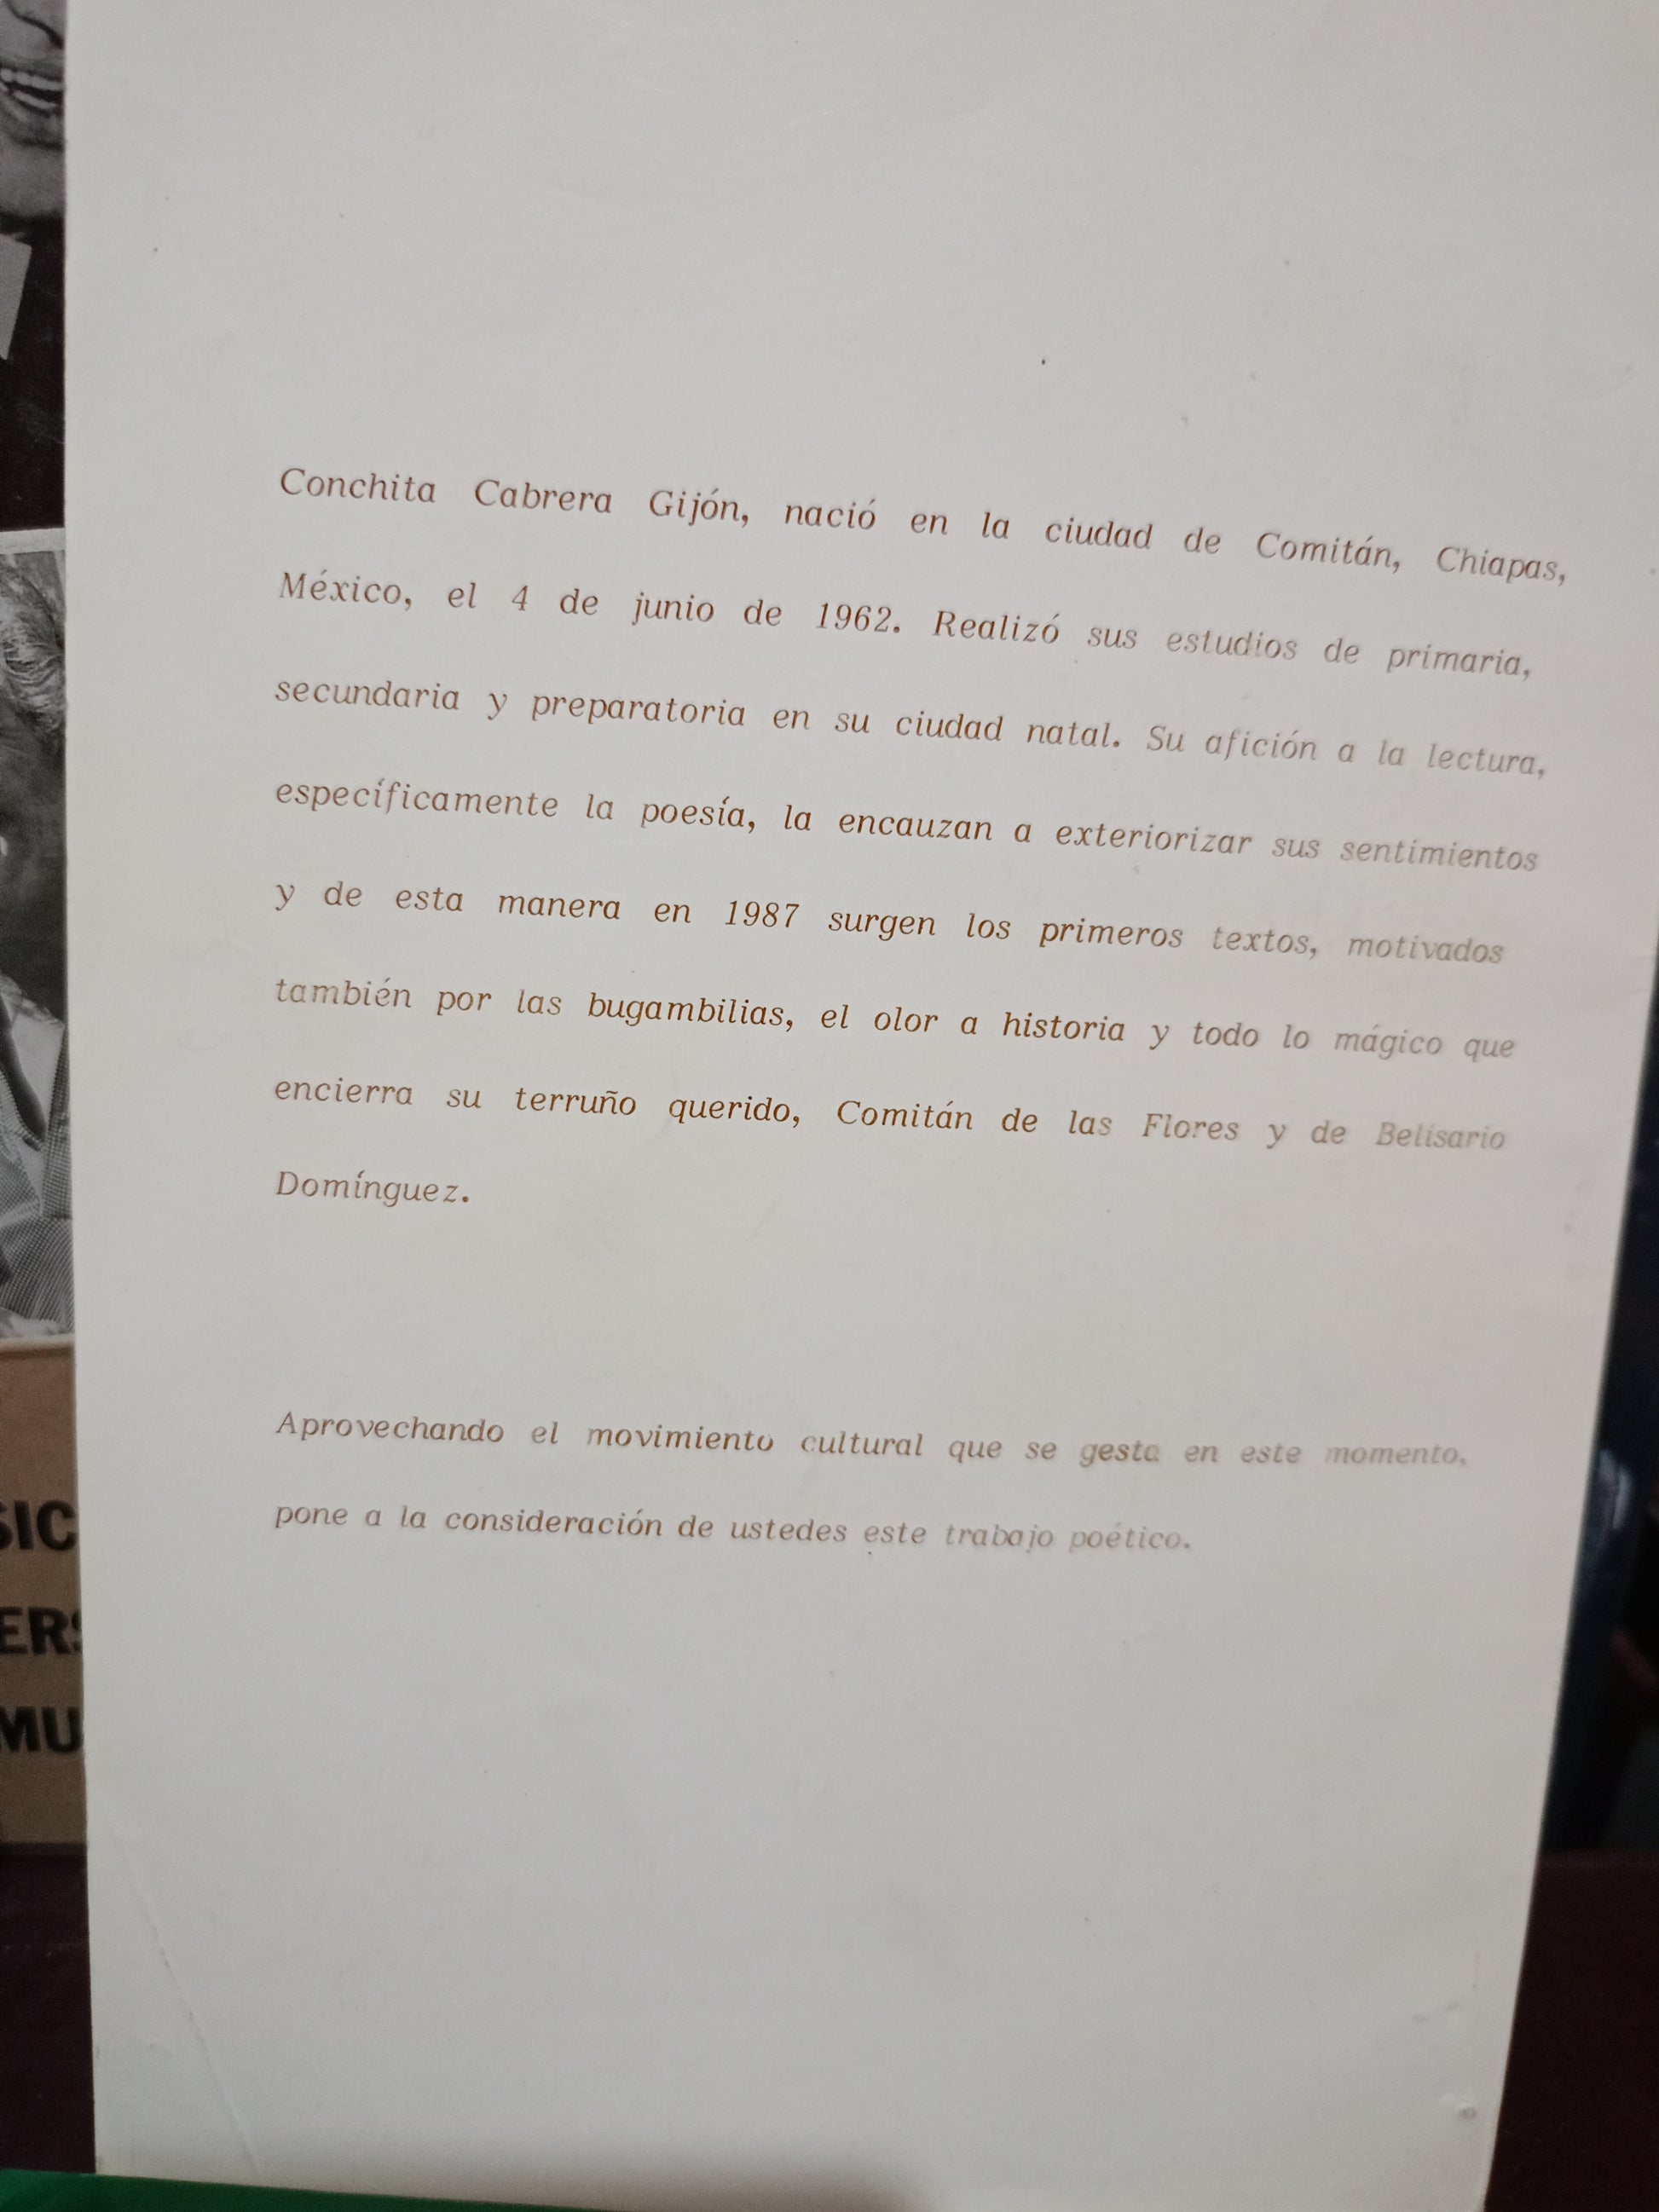 Conchita Cabrera Gijón, nació en la ciudad de Comitán, Chiapas,
México, el 4 de junio de 1962. Realizó sus estudios de primaria,
secundaria y preparatoria en su ciudad natal. Su afición a la lectura,
específicamente la poesía, la encauzan a exteriorizar sus sentimientos
y de esta manera en 1987 surgen los primeros textos, motivados
también por las bugambilias, el olor a historia y todo lo mágico que
encierra su terruño querido, Comitán de las Flores y de Belisario
Domínguez.
Aprovechando el movimiento cultural que se gesta en este momento,
pone a la consideración de ustedes este trabajo poético.
SIC
ERS
MU